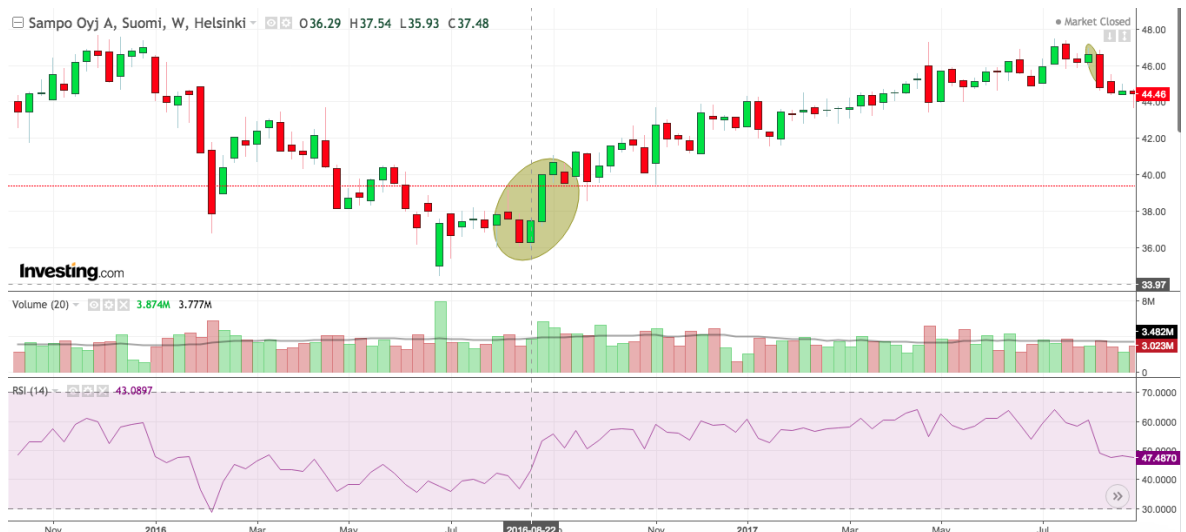 Sampo Oyj A, Suomi, W, Helsinki O36.29 H37.54 L35.93 C37.48
Market Closed
48.00
46.00
44.46
44.00
42.00
40.00
38.00
36.00
33.97
Investing.com
Volume (20) 3.874M 3.777M
8M
3.482M
3.023M
0
RSI (14) 43.0897
70.0000
60.0000
50.0000
47.4870
30.0000
Nov 2016 Mar May Jul 2016-08-22 Nov 2017 Mar May Jul